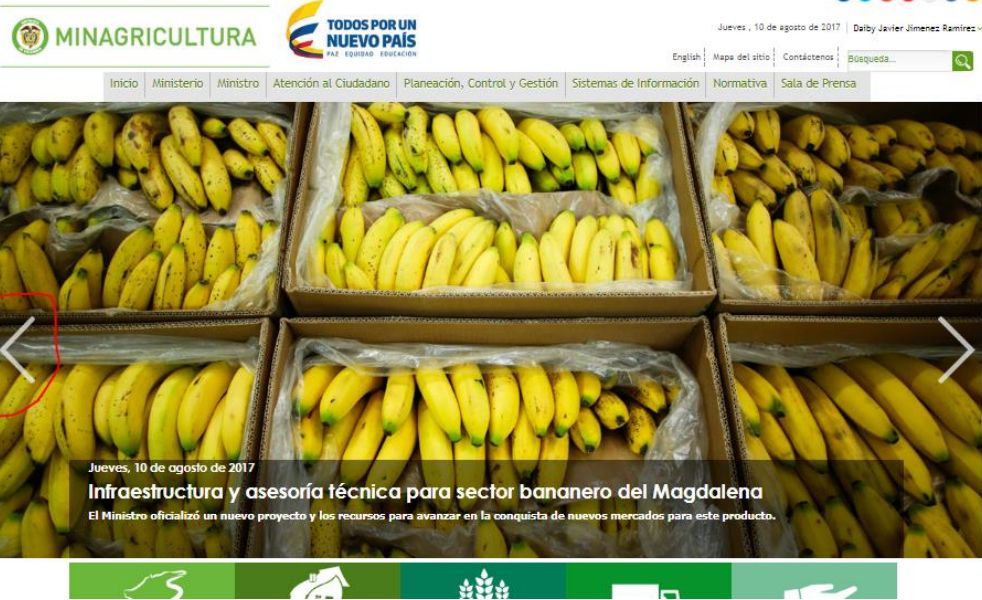 MINAGRICULTURA
TODOS POR UN
NUEVO PAÍS
PAZ EQUIDAD EDUCACIÓN
Jueves , 10 de agosto de 2017
Daiby Javier Jimenez Ramirez
English
Mapa del sitio
Contáctenos
Búsqueda...
Inicio
Ministerio
Ministro
Atención al Ciudadano
Planeación, Control y Gestión
Sistemas de Información
Normativa
Sala de Prensa
Jueves, 10 de agosto de 2017
Infraestructura y asesoría técnica para sector bananero del Magdalena
El Ministro oficializó un nuevo proyecto y los recursos para avanzar en la conquista de nuevos mercados para este producto.